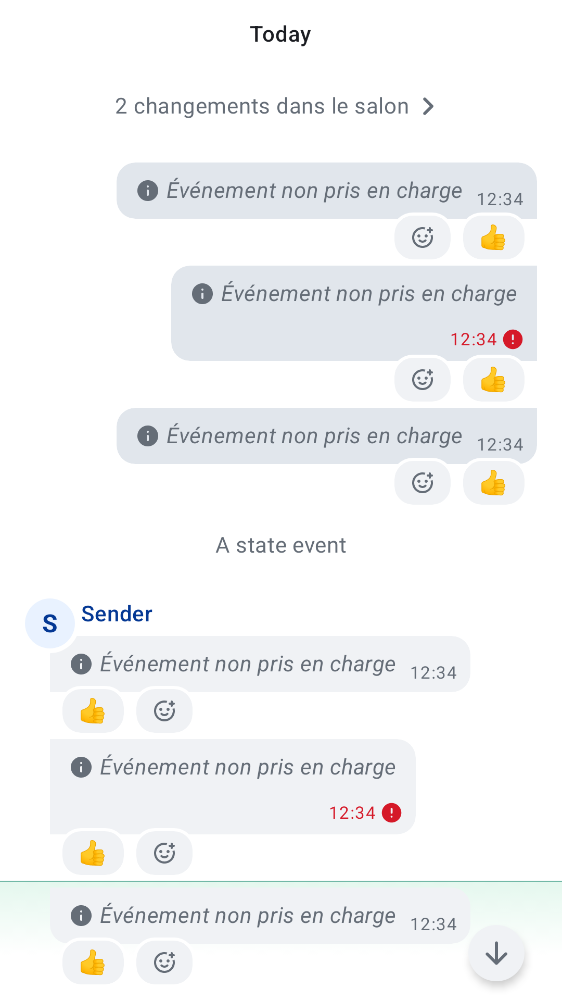 Today
2 changements dans le salon
Événement non pris en charge 12:34
Événement non pris en charge
12:34
Événement non pris en charge 12:34
A state event
S Sender
Événement non pris en charge 12:34
Événement non pris en charge
12:34
Événement non pris en charge 12:34